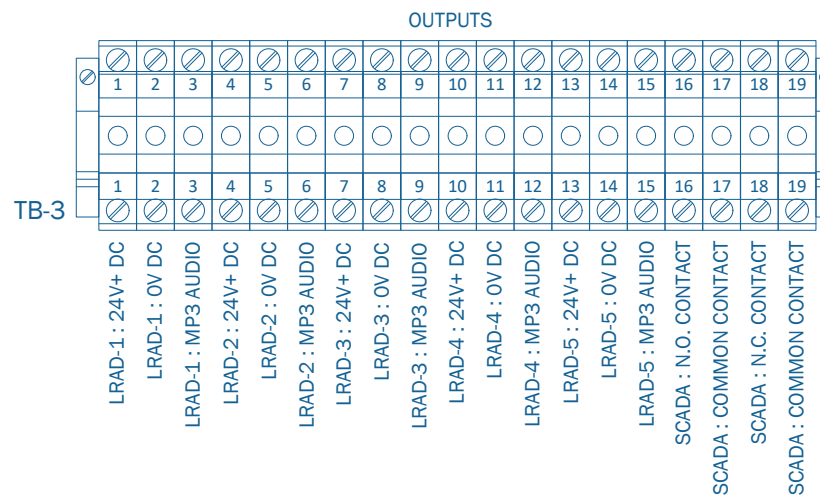 OUTPUTS
1 2 3 4 5 6 7 8 9 10 11 12 13 14 15 16 17 18 19
1 2 3 4 5 6 7 8 9 10 11 12 13 14 15 16 17 18 19
TB-3
LRAD-1 : 24V+ DC
LRAD-1 : 0V DC
LRAD-1 : MP3 AUDIO
LRAD-2 : 24V+ DC
LRAD-2 : 0V DC
LRAD-2 : MP3 AUDIO
LRAD-3 : 24V+ DC
LRAD-3 : 0V DC
LRAD-3 : MP3 AUDIO
LRAD-4 : 24V+ DC
LRAD-4 : 0V DC
LRAD-4 : MP3 AUDIO
LRAD-5 : 24V+ DC
LRAD-5 : 0V DC
LRAD-5 : MP3 AUDIO
SCADA : N.O. CONTACT
SCADA : COMMON CONTACT
SCADA : N.C. CONTACT
SCADA : COMMON CONTACT